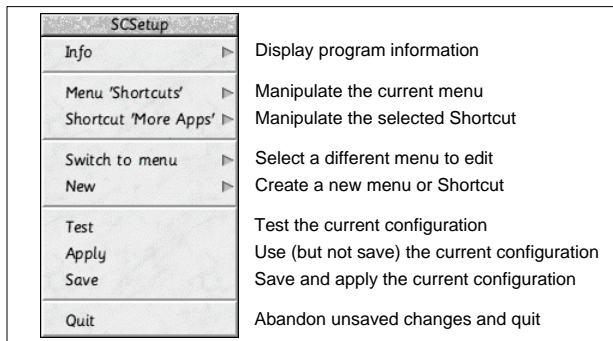 SCSetup
Info Display program information
Menu 'Shortcuts' Manipulate the current menu
Shortcut 'More Apps' Manipulate the selected Shortcut
Switch to menu Select a different menu to edit
New Create a new menu or Shortcut
Test Test the current configuration
Apply Use (but not save) the current configuration
Save Save and apply the current configuration
Quit Abandon unsaved changes and quit